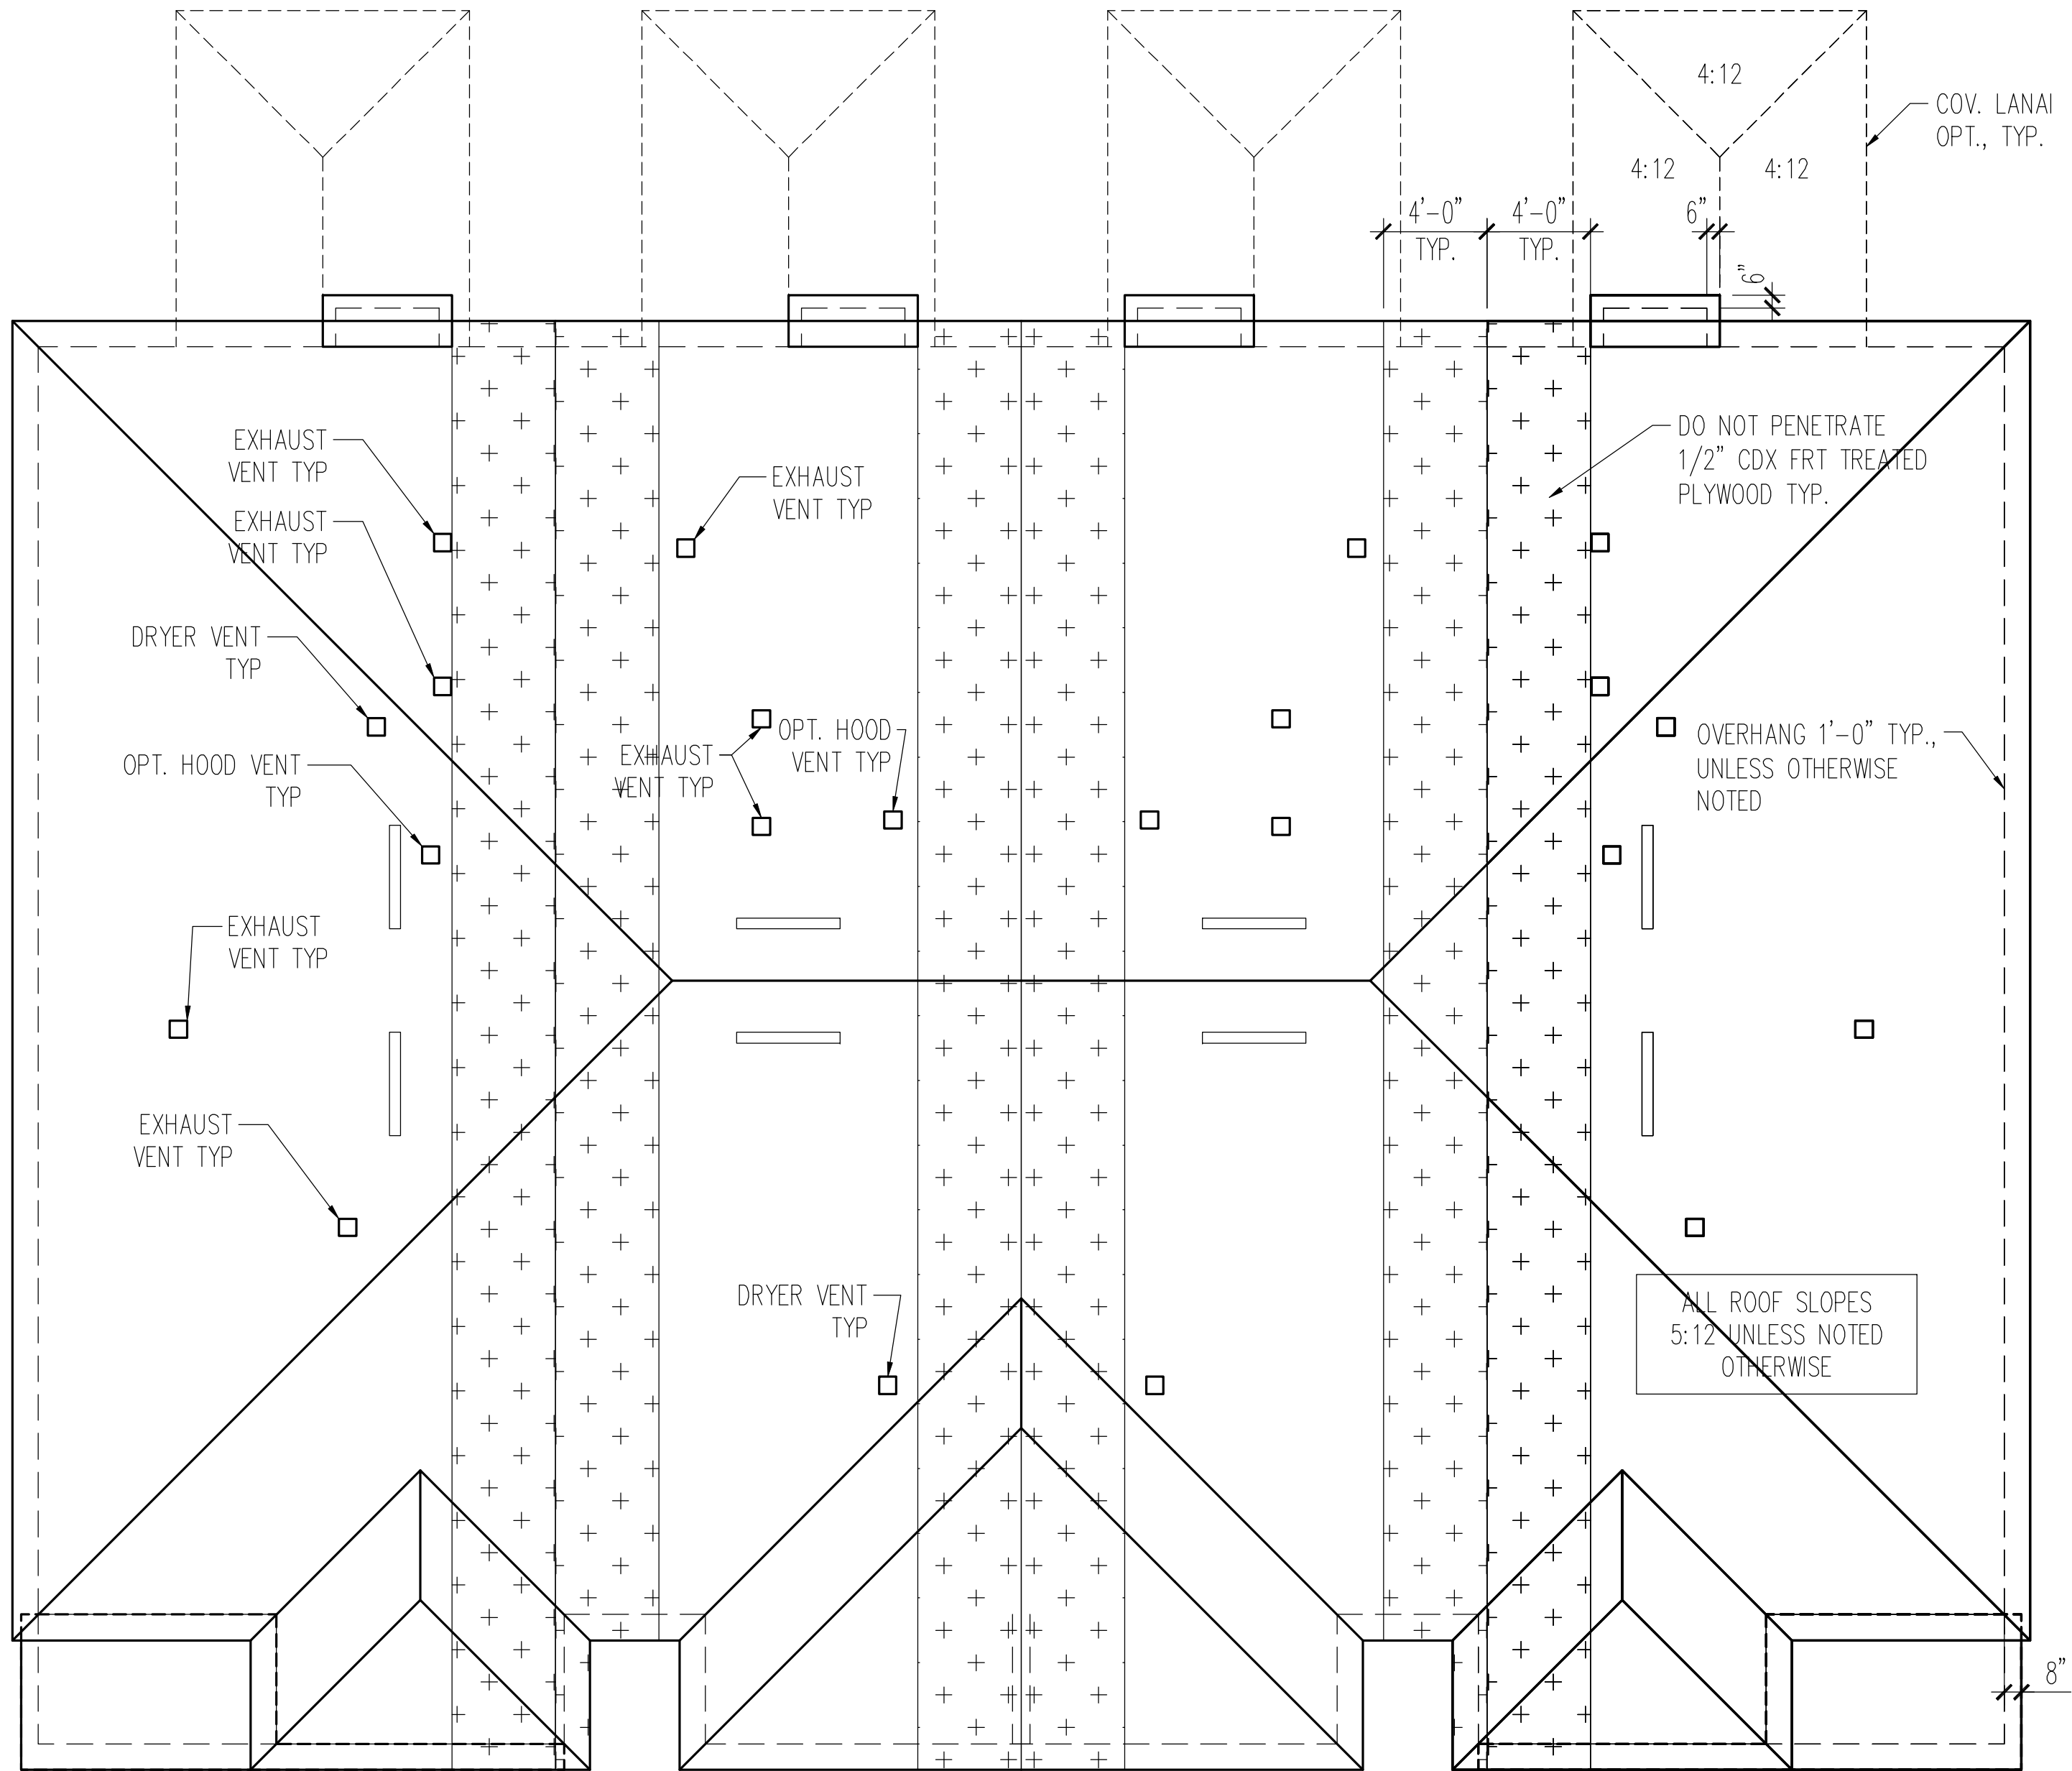 4:12
COV. LANAI
OPT., TYP.
4:12
4:12
4'-0"
TYP.
4'-0"
TYP.
6"
6"
EXHAUST
VENT TYP
EXHAUST
VENT TYP
DO NOT PENETRATE
1/2" CDX FRT TREATED
PLYWOOD TYP.
EXHAUST
VENT TYP
DRYER VENT
TYP
OPT. HOOD VENT
TYP
EXHAUST
VENT TYP
OPT. HOOD
VENT TYP
OVERHANG 1'-0" TYP.,
UNLESS OTHERWISE
NOTED
EXHAUST
VENT TYP
EXHAUST
VENT TYP
DRYER VENT
TYP
ALL ROOF SLOPES
5:12 UNLESS NOTED
OTHERWISE
8"